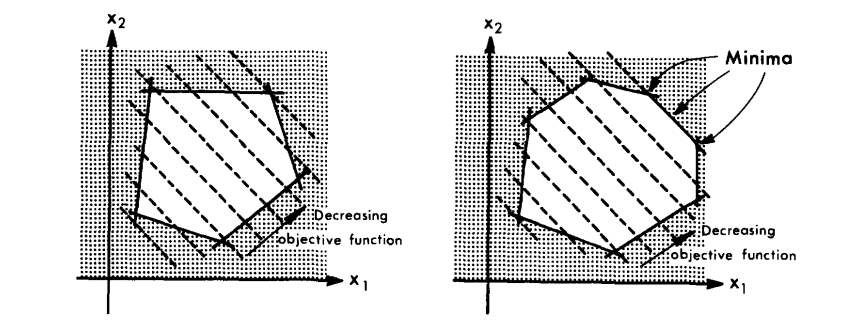 x₂
Decreasing
objective function
x₁
x₂
Minima
Decreasing
objective function
x₁